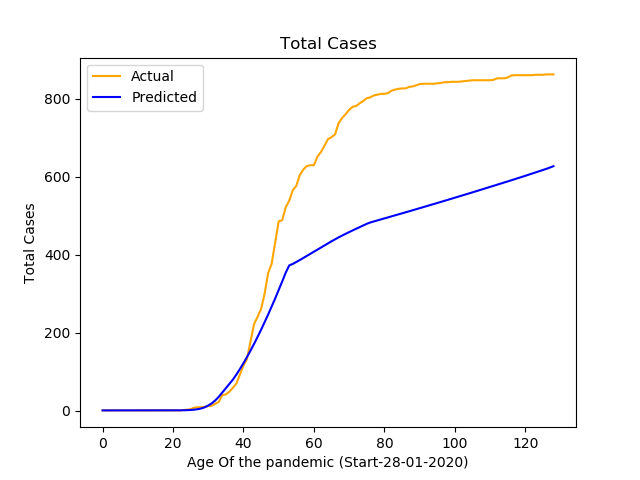 Total Cases
Actual
Predicted
Total Cases
800
600
400
200
0
0 20 40 60 80 100 120
Age Of the pandemic (Start-28-01-2020)